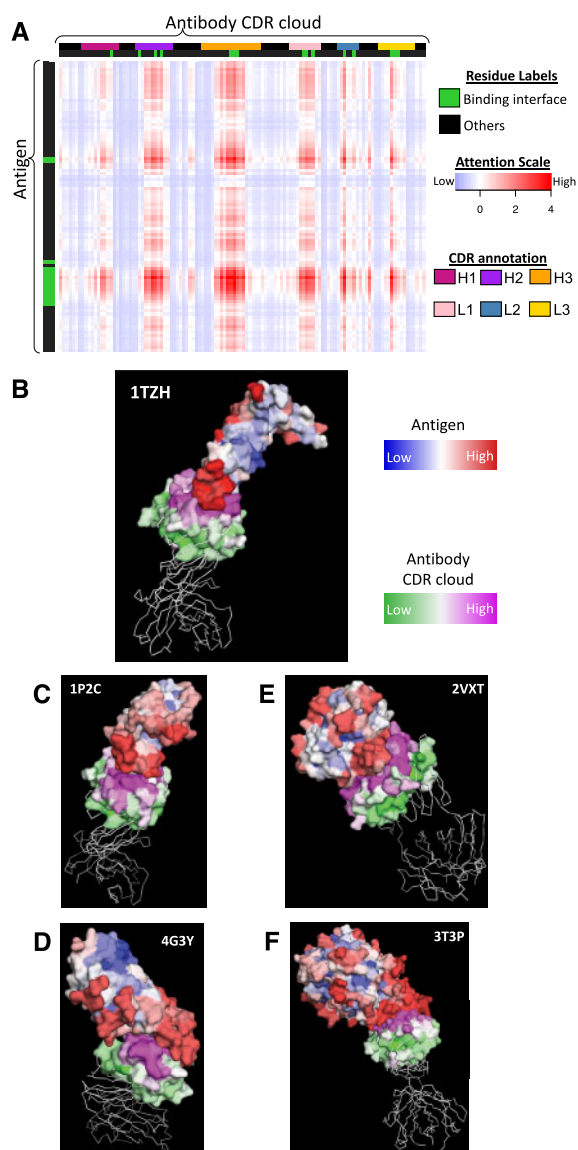 A
Antibody CDR cloud
Antigen
Residue Labels
Binding interface
Others
Attention Scale
Low
High
0 2 4
CDR annotation
H1 H2 H3
L1 L2 L3
B
1TZH
Antigen
Low High
Antibody
CDR cloud
Low High
C
1P2C
E
2VXT
D
4G3Y
F
3T3P